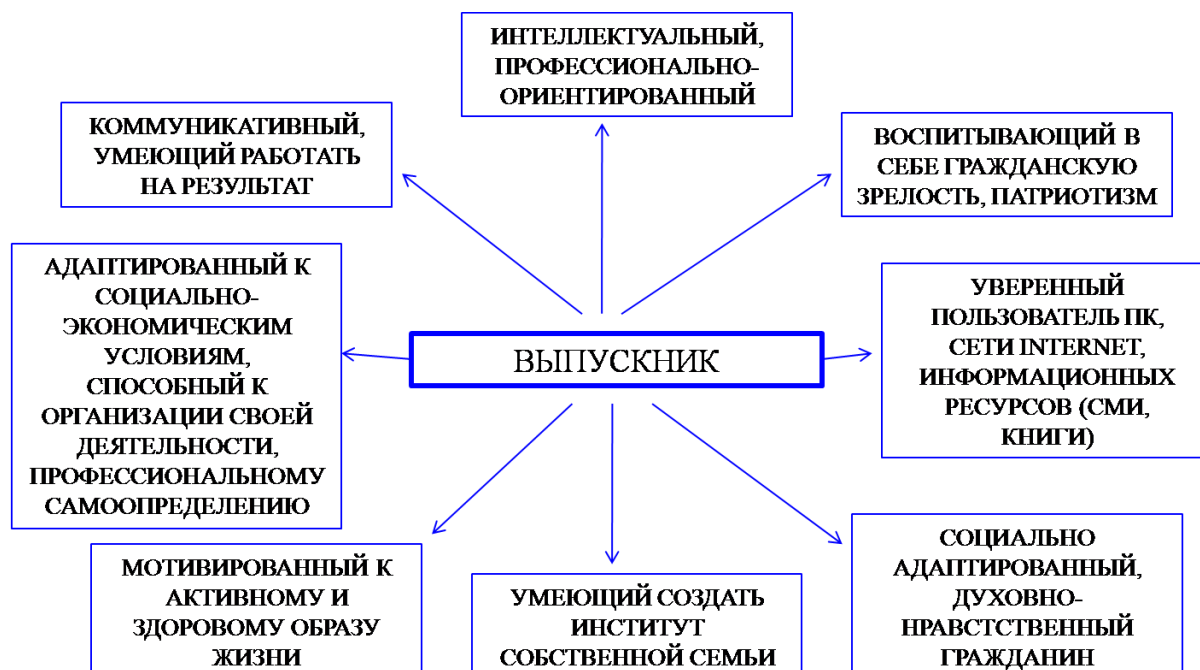 ИНТЕЛЛЕКТУАЛЬНЫЙ,
ПРОФЕССИОНАЛЬНО-
ОРИЕНТИРОВАННЫЙ
КОММУНИКАТИВНЫЙ,
УМЕЮЩИЙ РАБОТАТЬ
НА РЕЗУЛЬТАТ
ВОСПИТЫВАЮЩИЙ В
СЕБЕ ГРАЖДАНСКУЮ
ЗРЕЛОСТЬ, ПАТРИОТИЗМ
АДАПТИРОВАННЫЙ К
СОЦИАЛЬНО-
ЭКОНОМИЧЕСКИМ
УСЛОВИЯМ,
СПОСОБНЫЙ К
ОРГАНИЗАЦИИ СВОЕЙ
ДЕЯТЕЛЬНОСТИ,
ПРОФЕССИОНАЛЬНОМУ
САМООПРЕДЕЛЕНИЮ
ВЫПУСКНИК
УВЕРЕННЫЙ
ПОЛЬЗОВАТЕЛЬ ПК,
СЕТИ INTERNET,
ИНФОРМАЦИОННЫХ
РЕСУРСОВ (СМИ,
КНИГИ)
МОТИВИРОВАННЫЙ К
АКТИВНОМУ И
ЗДОРОВОМУ ОБРАЗУ
ЖИЗНИ
УМЕЮЩИЙ СОЗДАТЬ
ИНСТИТУТ
СОБСТВЕННОЙ СЕМЬИ
СОЦИАЛЬНО
АДАПТИРОВАННЫЙ,
ДУХОВНО-
НРАВСТСТВЕННЫЙ
ГРАЖДАНИН